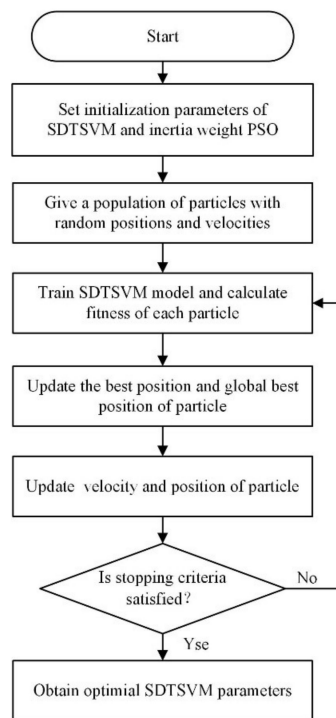 Start
Set initialization parameters of
SDTSVM and inertia weight PSO
Give a population of particles with
random positions and velocities
Train SDTSVM model and calculate
fitness of each particle
Update the best position and global best
position of particle
Update velocity and position of particle
Is stopping criteria
satisfied?
No
Yse
Obtain optimial SDTSVM parameters